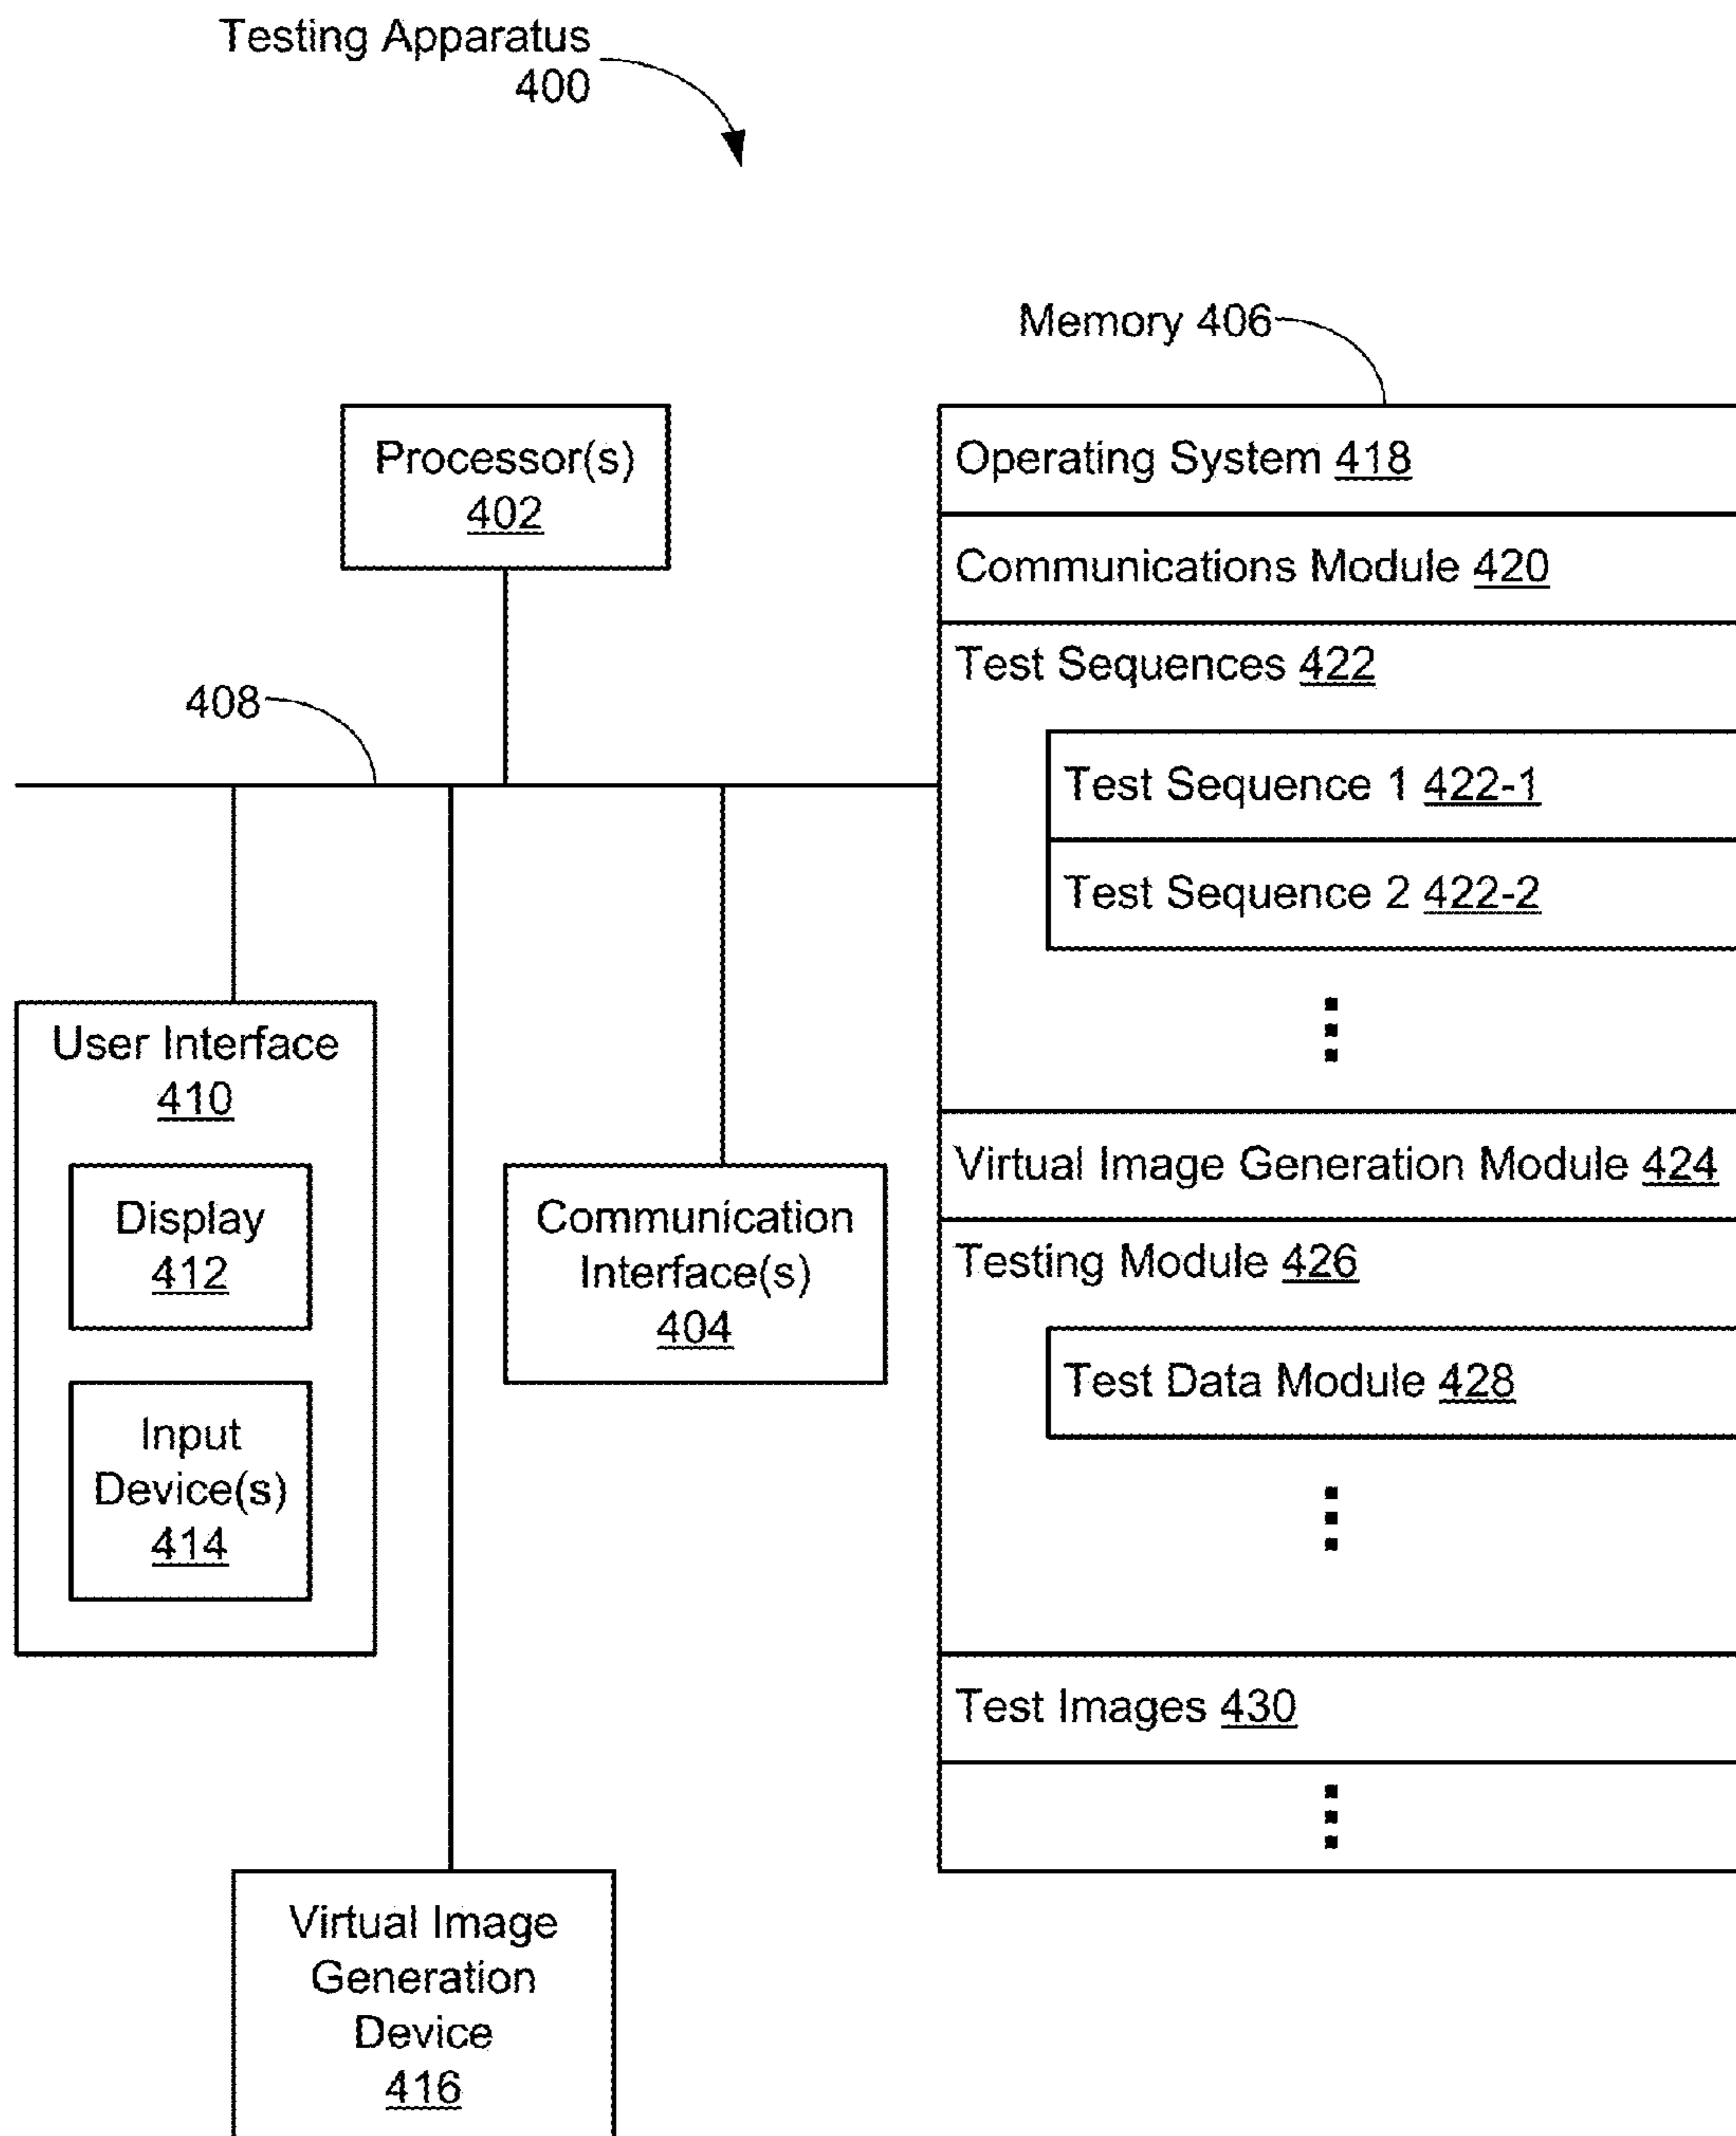 Testing Apparatus
400
Memory 406
Processor(s)
402
408
User Interface
410
Display
412
Input
Device(s)
414
Communication
Interface(s)
404
Virtual Image
Generation
Device
416
Operating System 418
Communications Module 420
Test Sequences 422
Test Sequence 1 422-1
Test Sequence 2 422-2
Virtual Image Generation Module 424
Testing Module 426
Test Data Module 428
Test Images 430